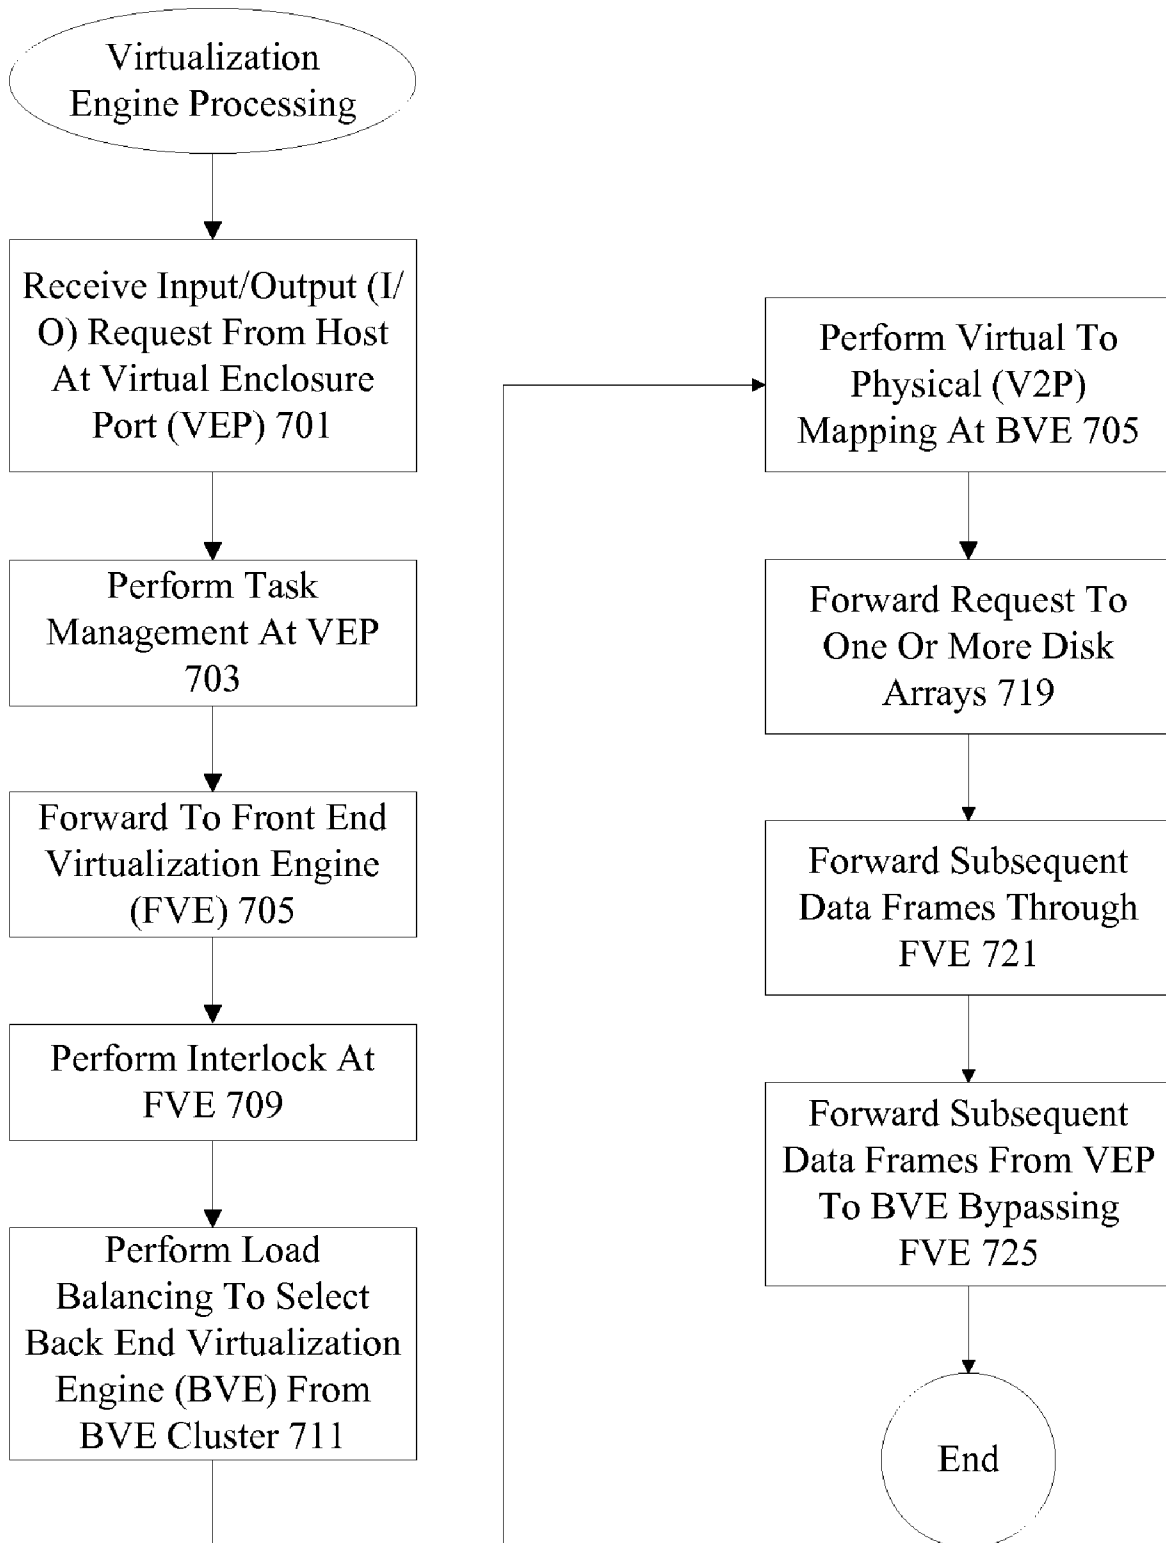 Virtualization
Engine Processing
Receive Input/Output (I/
O) Request From Host
At Virtual Enclosure
Port (VEP) 701
Perform Task
Management At VEP
703
Forward To Front End
Virtualization Engine
(FVE) 705
Perform Interlock At
FVE 709
Perform Load
Balancing To Select
Back End Virtualization
Engine (BVE) From
BVE Cluster 711
Perform Virtual To
Physical (V2P)
Mapping At BVE 705
Forward Request To
One Or More Disk
Arrays 719
Forward Subsequent
Data Frames Through
FVE 721
Forward Subsequent
Data Frames From VEP
To BVE Bypassing
FVE 725
End